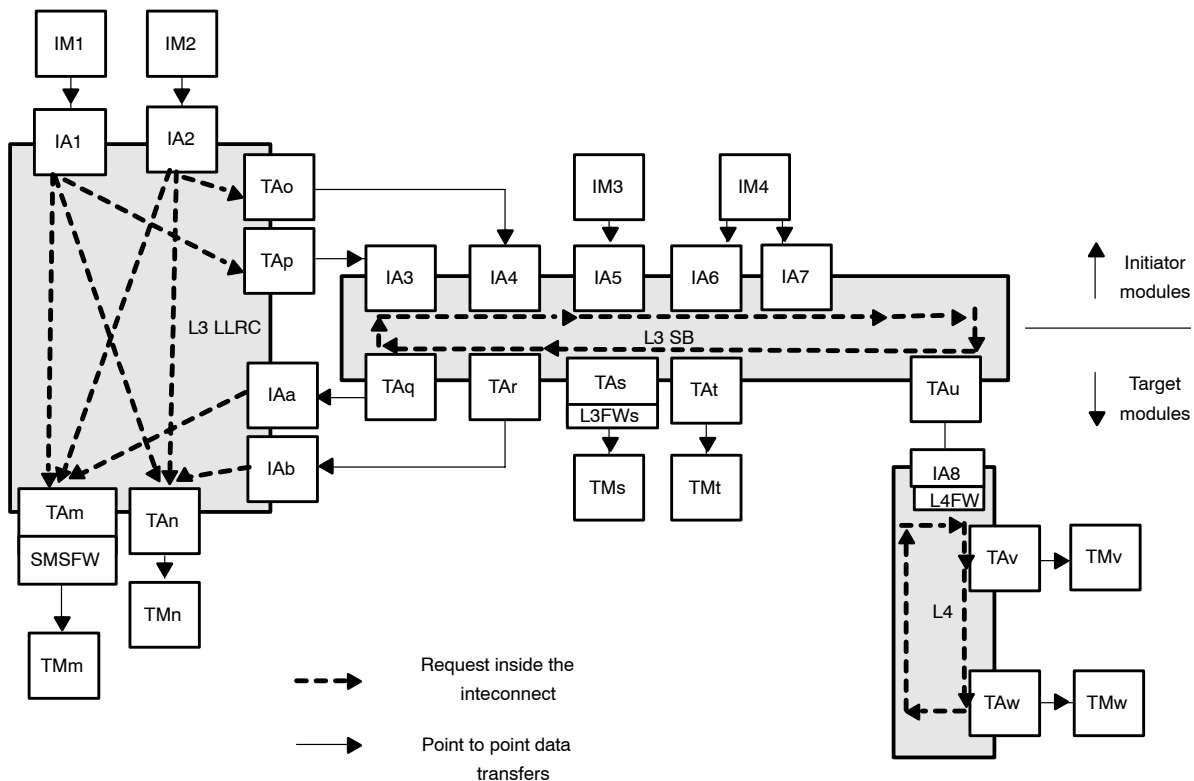 IM1
IM2
IA1
IA2
TAo
IM3
IM4
TAp
IA3
IA4
IA5
IA6
IA7
Initiator
modules
L3 LLRC
L3 SB
IAa
TAq
TAr
TAs
TAt
TAu
Target
modules
L3FWs
IAb
TMs
TMt
IA8
L4FW
TAm
TAn
SMSFW
TAv
TMv
TMn
L4
TMm
Request inside the
inteconnect
TAw
TMw
Point to point data
transfers